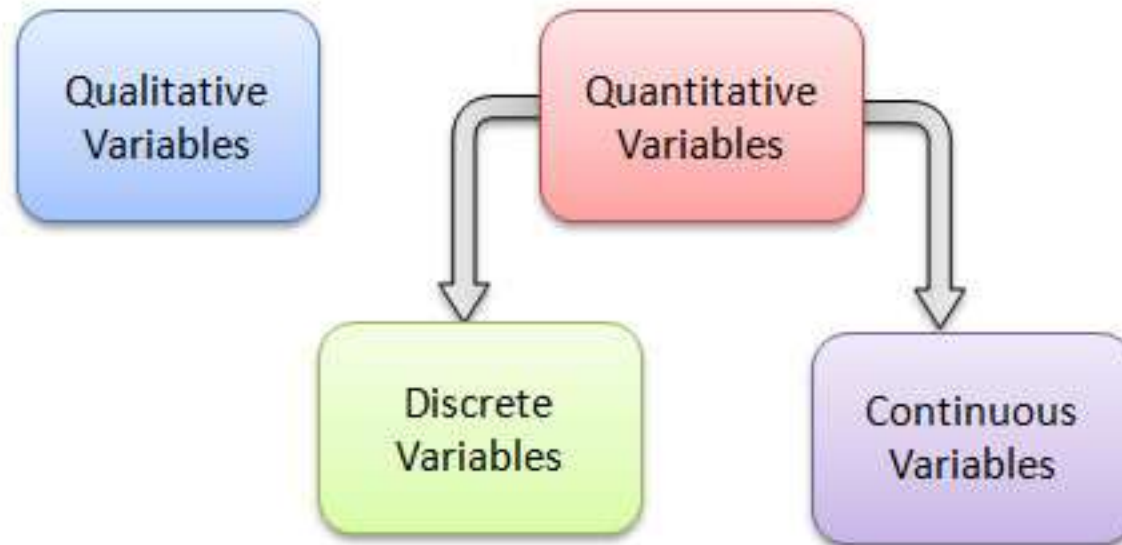 Qualitative
Variables
Quantitative
Variables
Discrete
Variables
Continuous
Variables